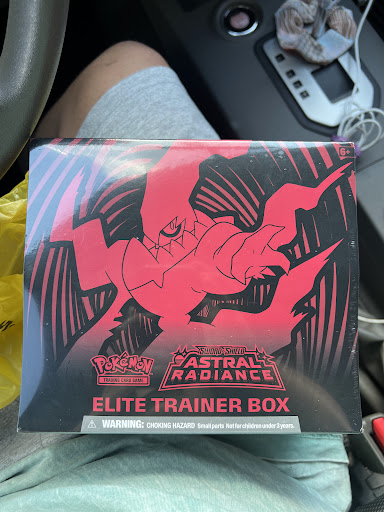 6+
POKéMON
TRADING CARD GAME
SWORD & SHIELD
ASTRAL
RADIANCE
ELITE TRAINER BOX
WARNING: CHOKING HAZARD Small parts Not for children under 3 years.